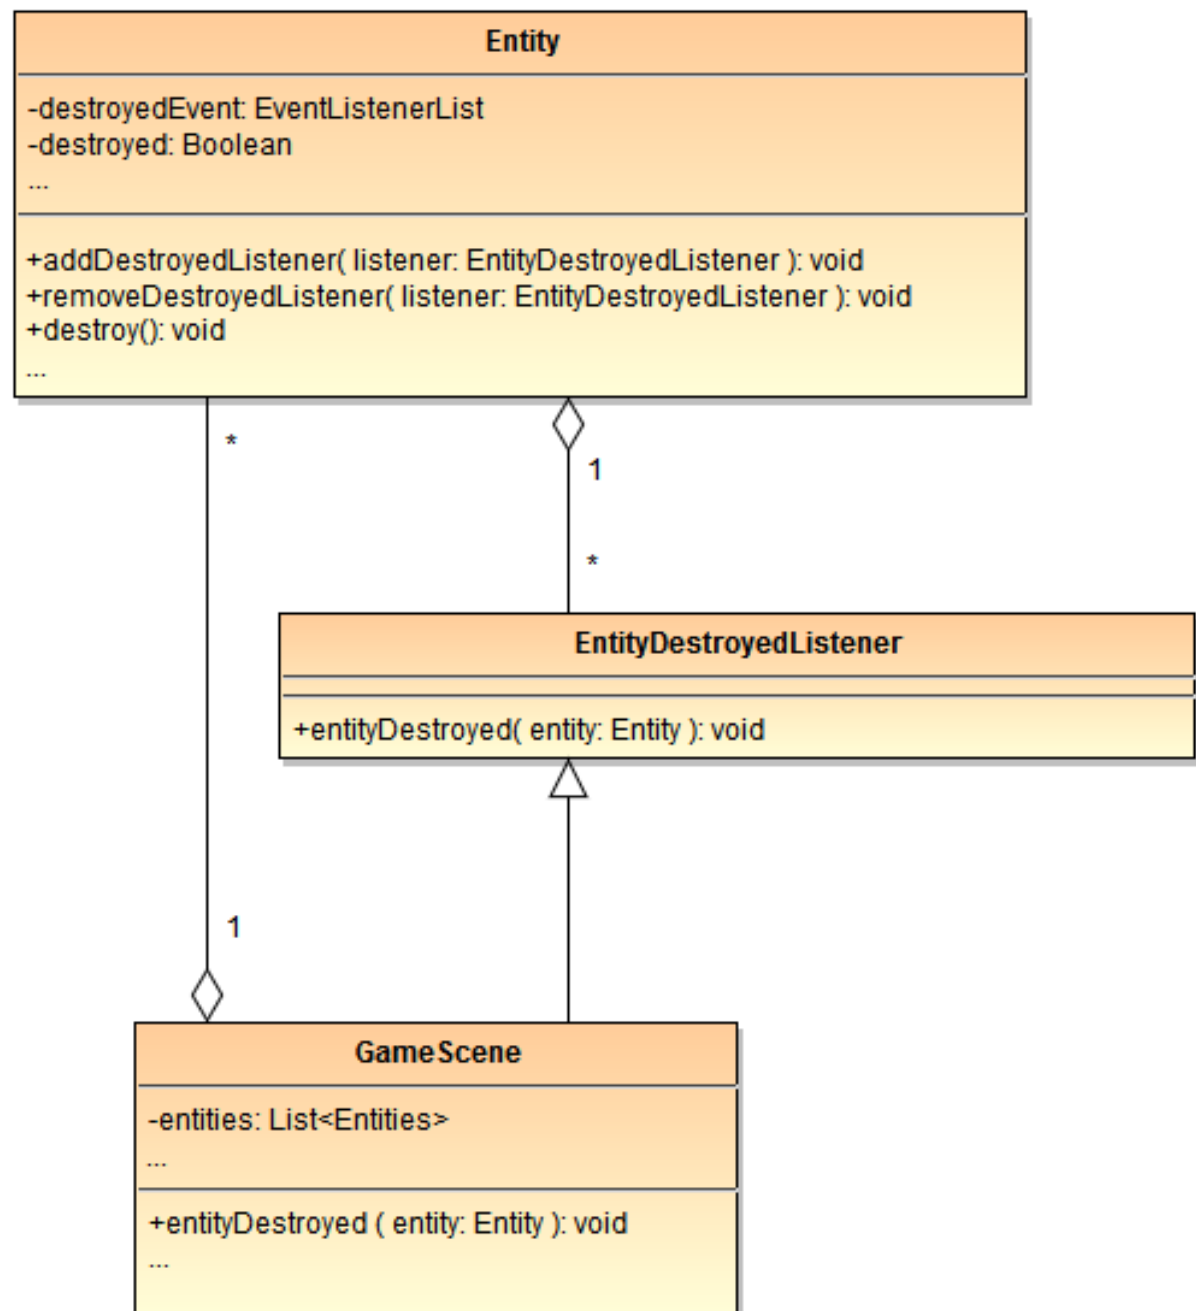 Entity
-destroyedEvent: EventListenerList
-destroyed: Boolean
...
+addDestroyedListener( listener: EntityDestroyedListener ): void
+removeDestroyedListener( listener: EntityDestroyedListener ): void
+destroy(): void
...
*
1
*
EntityDestroyedListener
+entityDestroyed( entity: Entity ): void
1
GameScene
-entities: List<Entities>
...
+entityDestroyed ( entity: Entity ): void
...